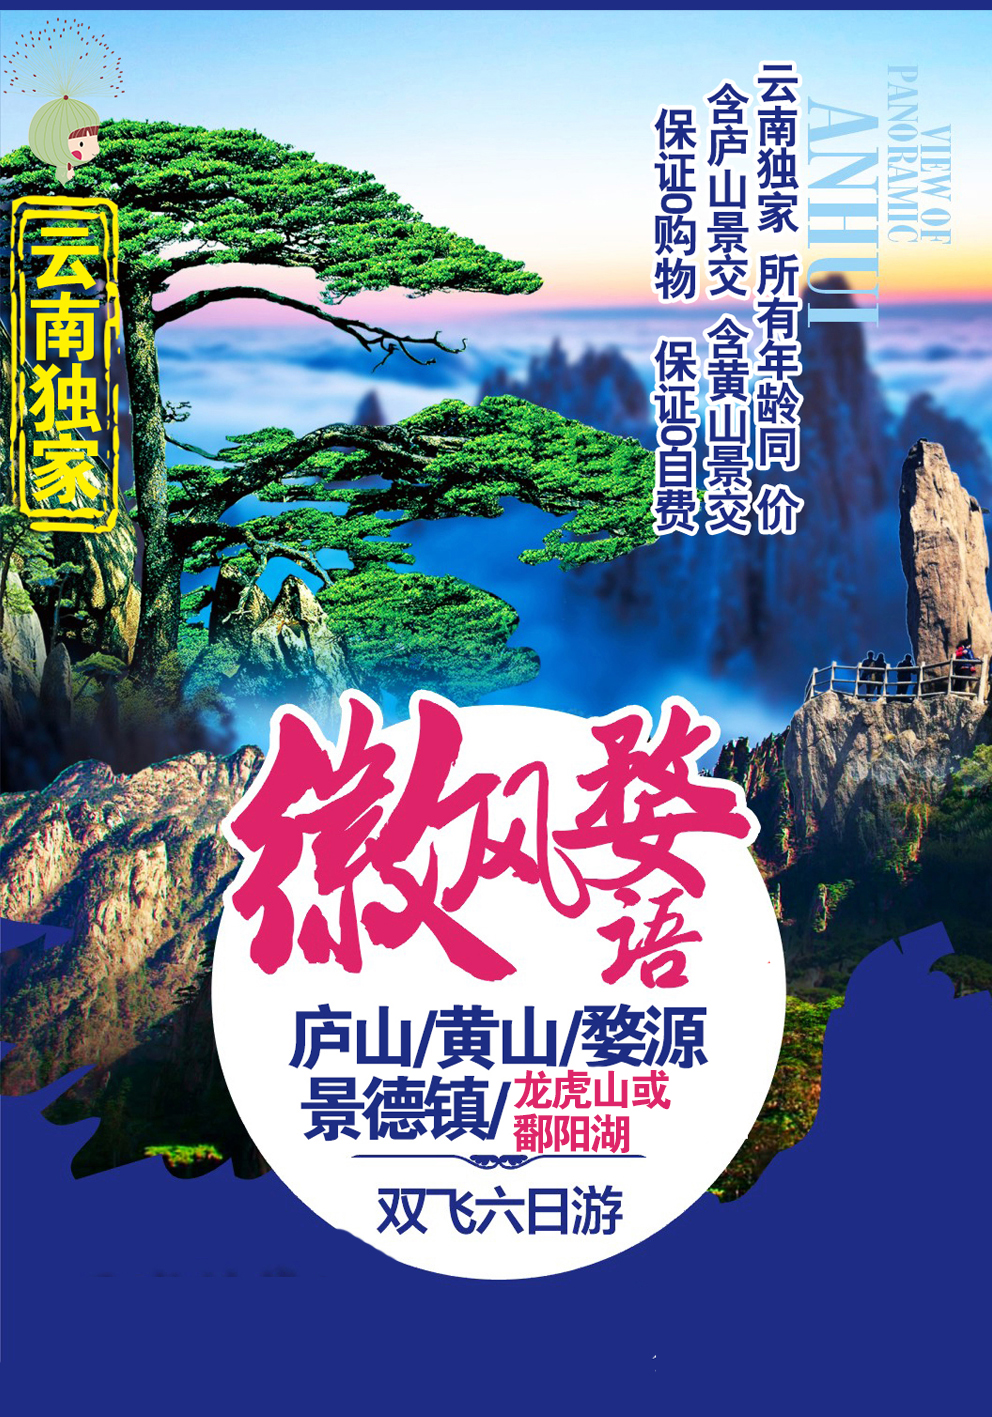 VIEW OF
PANORAMIC
ANHUI
云南独家 所有年龄同价
含庐山景交 含黄山景交
保证0购物 保证0自费
云南独家
徽风婺语
庐山/黄山/婺源
景德镇/龙虎山或
鄱阳湖
双飞六日游